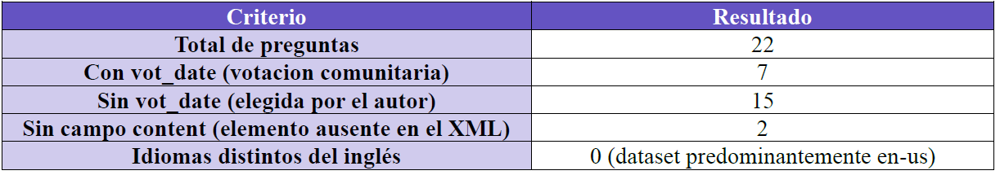 Criterio Resultado
Total de preguntas 22
Con vot_date (votacion comunitaria) 7
Sin vot_date (elegida por el autor) 15
Sin campo content (elemento ausente en el XML) 2
Idiomas distintos del inglés 0 (dataset predominantemente en-us)